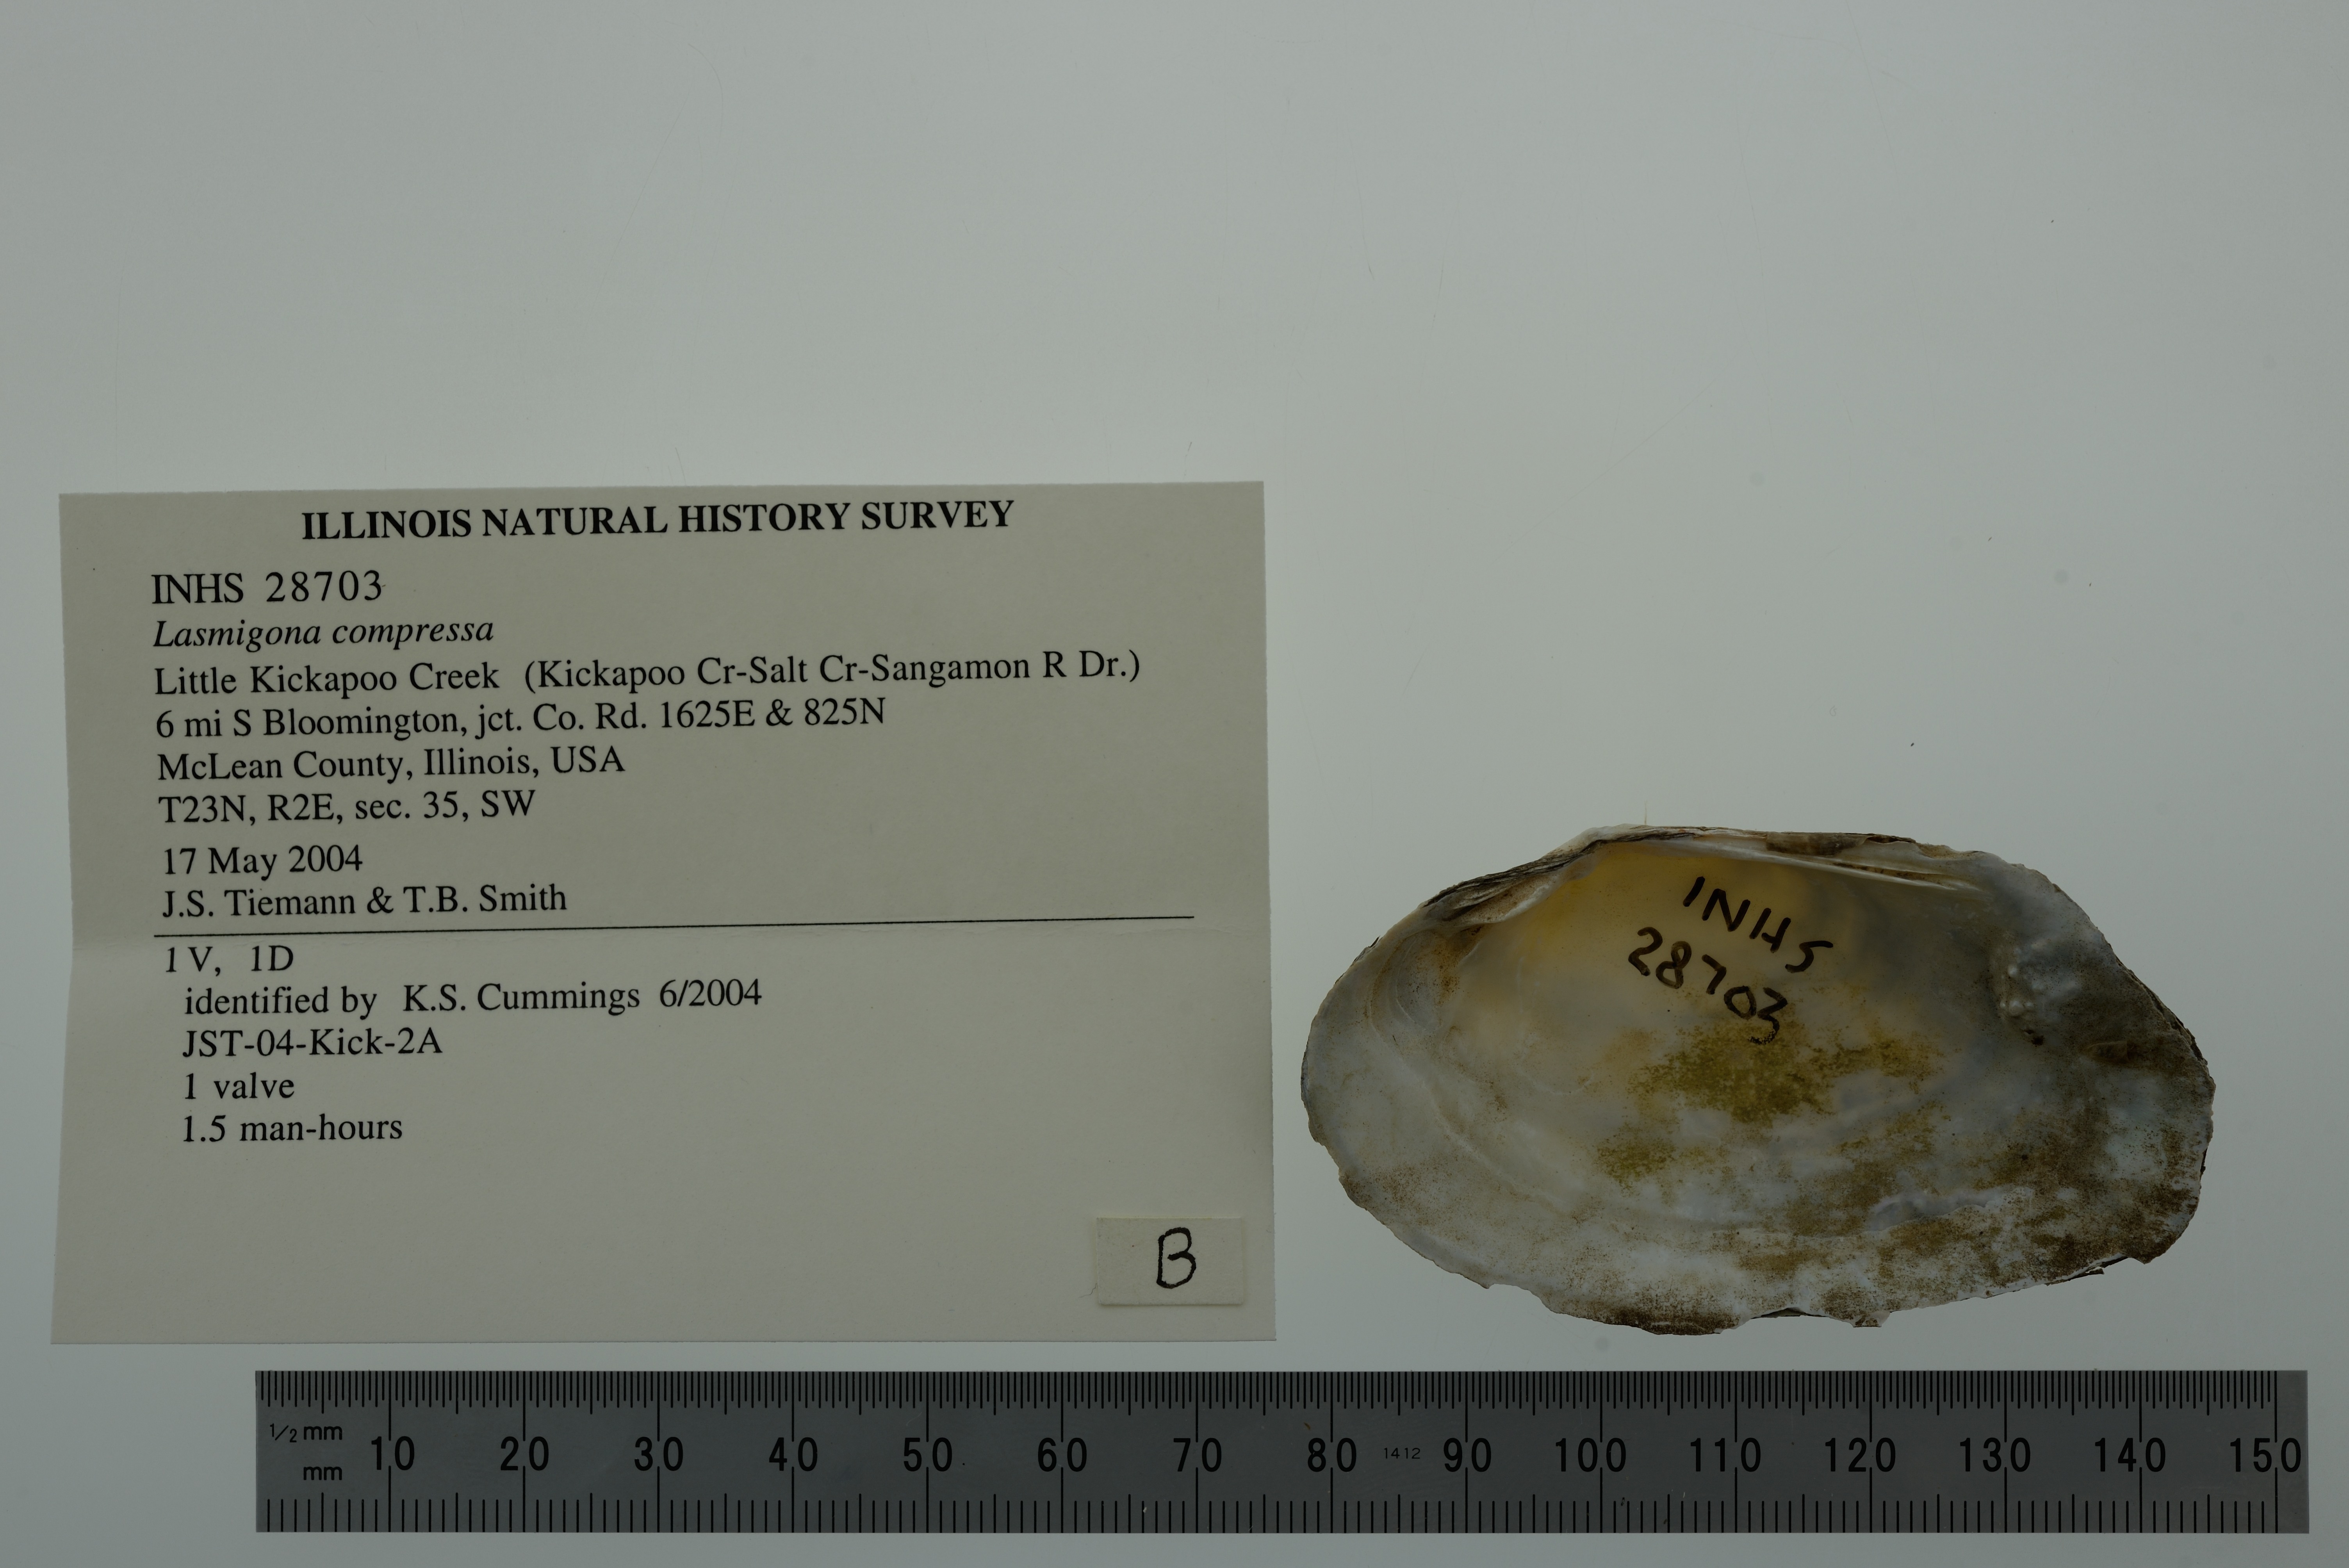 ILLINOIS NATURAL HISTORY SURVEY
INHS 28703
Lasmigona compressa
Little Kickapoo Creek (Kickapoo Cr-Salt Cr-Sangamon R Dr.)
6 mi S Bloomington, jct. Co. Rd. 1625E & 825N
McLean County, Illinois, USA
T23N, R2E, sec. 35, SW
17 May 2004
J.S. Tiemann & T.B. Smith
1 V, 1D
identified by K.S. Cummings 6/2004
JST-04-Kick-2A
1 valve
1.5 man-hours
B
INHS
28703
1/2 mm
mm
10 20 30 40 50 60 70 80 1412 90 100 110 120 130 140 150